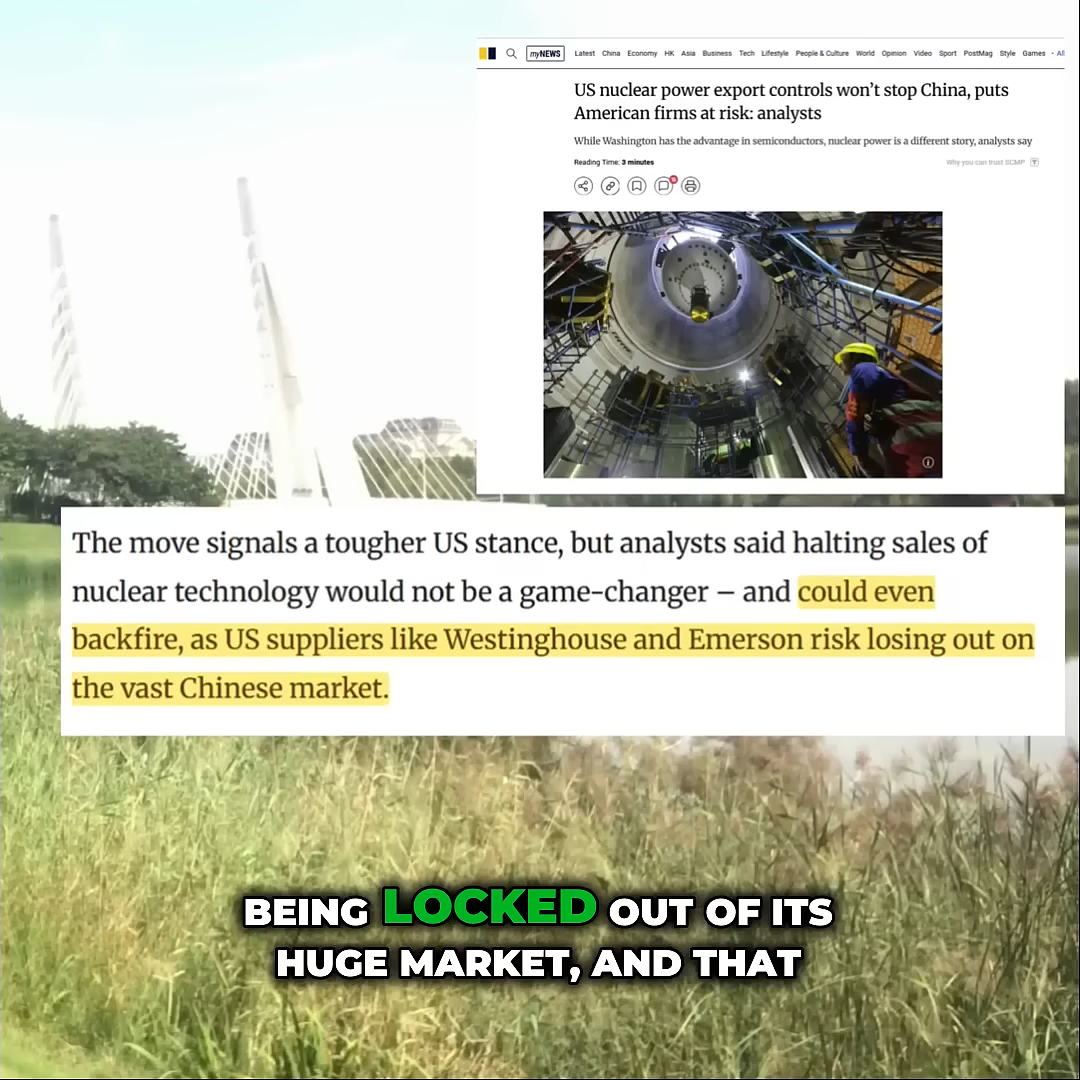 myNEWS Latest China Economy HK Asia Business Tech Lifestyle People & Culture World Opinion Video Sport PostMag Style Games
US nuclear power export controls won't stop China, puts
American firms at risk: analysts
While Washington has the advantage in semiconductors, nuclear power is a different story, analysts say
Reading Time: 3 minutes
Why you can trust SCMP
The move signals a tougher US stance, but analysts said halting sales of
nuclear technology would not be a game-changer – and could even
backfire, as US suppliers like Westinghouse and Emerson risk losing out on
the vast Chinese market.
BEING LOCKED OUT OF ITS
HUGE MARKET, AND THAT